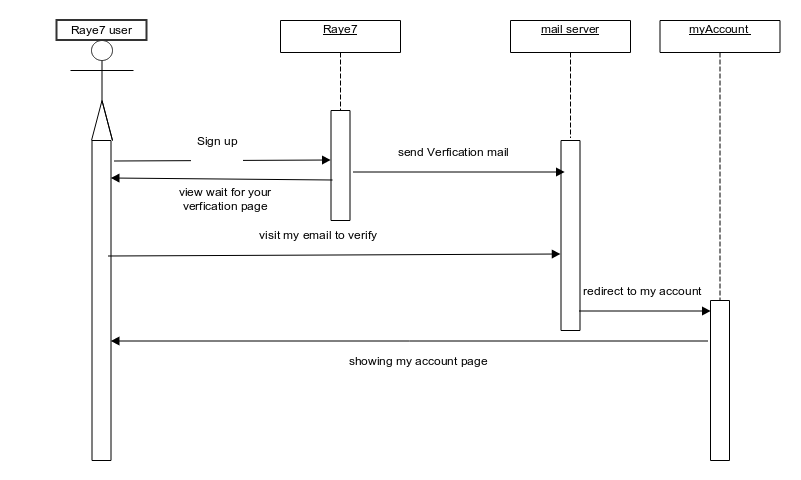 Raye7 user
Raye7
mail server
myAccount
Sign up
send Verfication mail
view wait for your
verfication page
visit my email to verify
redirect to my account
showing my account page